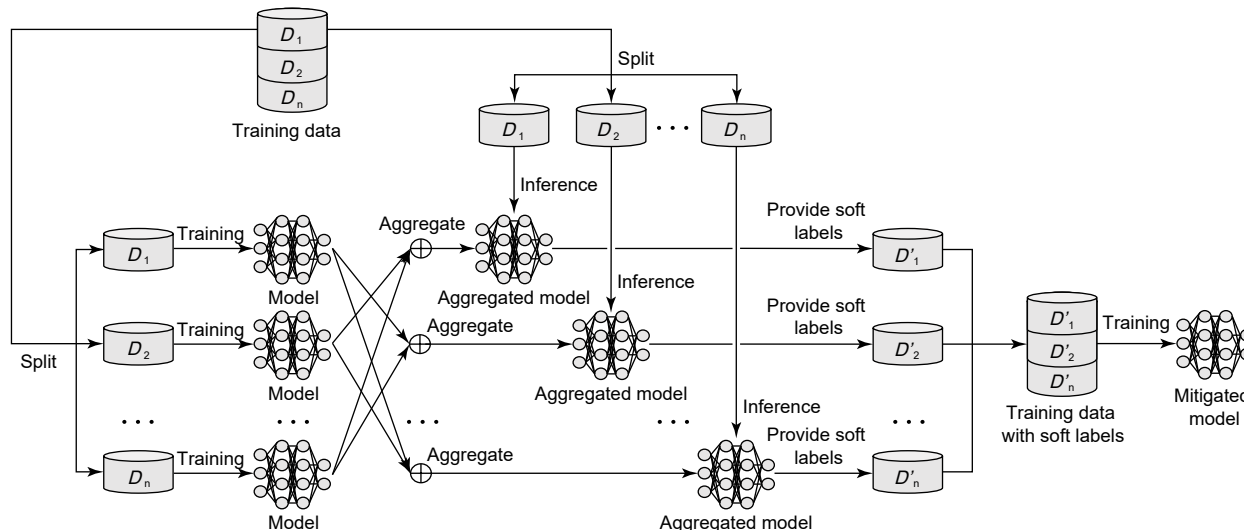 D1
D2
Dn
Training data
Split
D1
D2
...
Dn
Inference
Inference
Inference
Split
D1
Training
Model
Aggregate
Aggregated model
Provide soft
labels
D'1
D2
Training
Model
Aggregate
Aggregated model
Provide soft
labels
D'2
... ... ... ... ...
Dn
Training
Model
Aggregate
Aggregated model
Provide soft
labels
D'n
D'1
D'2
D'n
Training data
with soft labels
Training
Mitigated
model